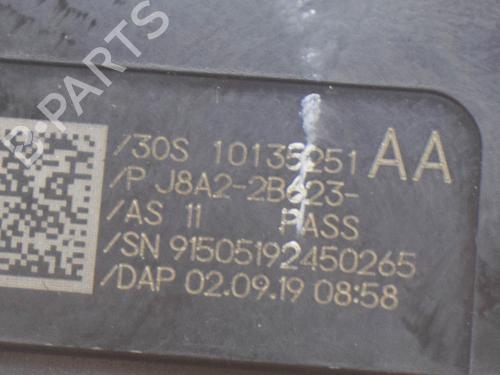 B-PARTS
/30S 10135251 AA
/P J8A2-2B623-
/AS 11 PASS
/SN 91505192450265
/DAP 02.09.19 08:58